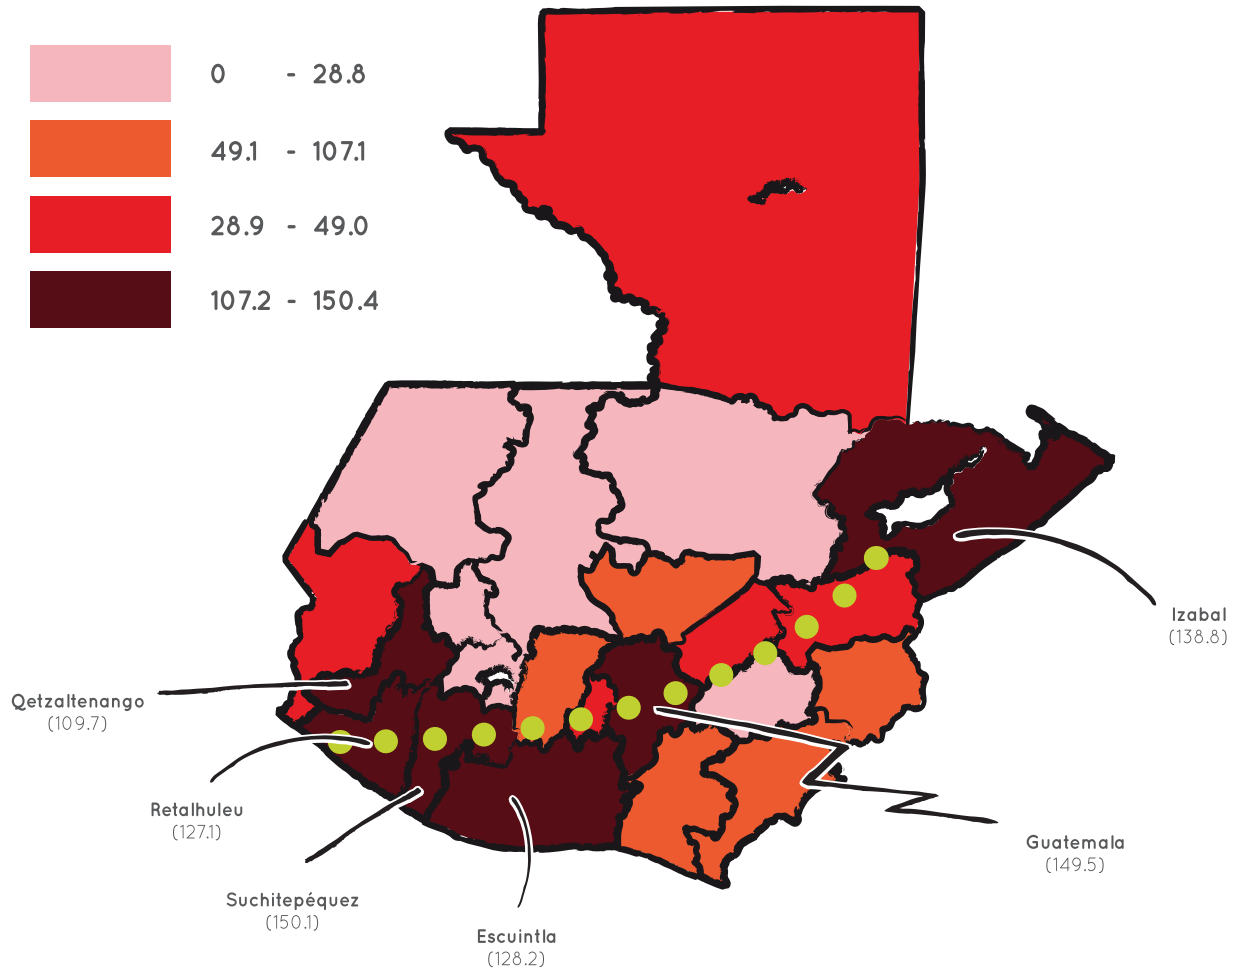 0 - 28.8
49.1 - 107.1
28.9 - 49.0
107.2 - 150.4
Izabal
(138.8)
Qetzaltenango
(109.7)
Retalhuleu
(127.1)
Guatemala
(149.5)
Suchitepéquez
(150.1)
Escuintla
(128.2)